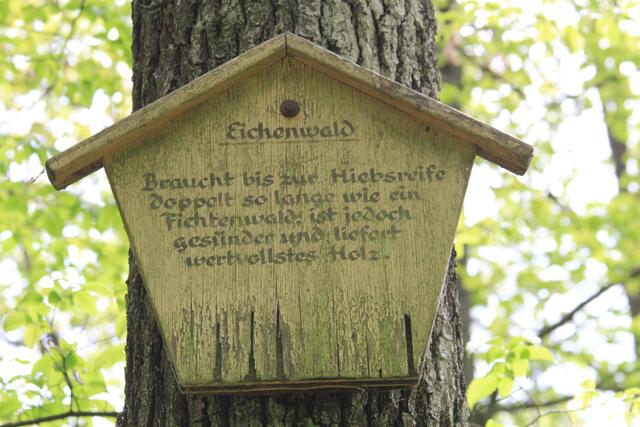 Eichenwald
Braucht bis zur Hiebsreife
doppelt so lange wie ein
Fichtenwald; ist jedoch
gesünder und liefert
wertvollstes Holz.